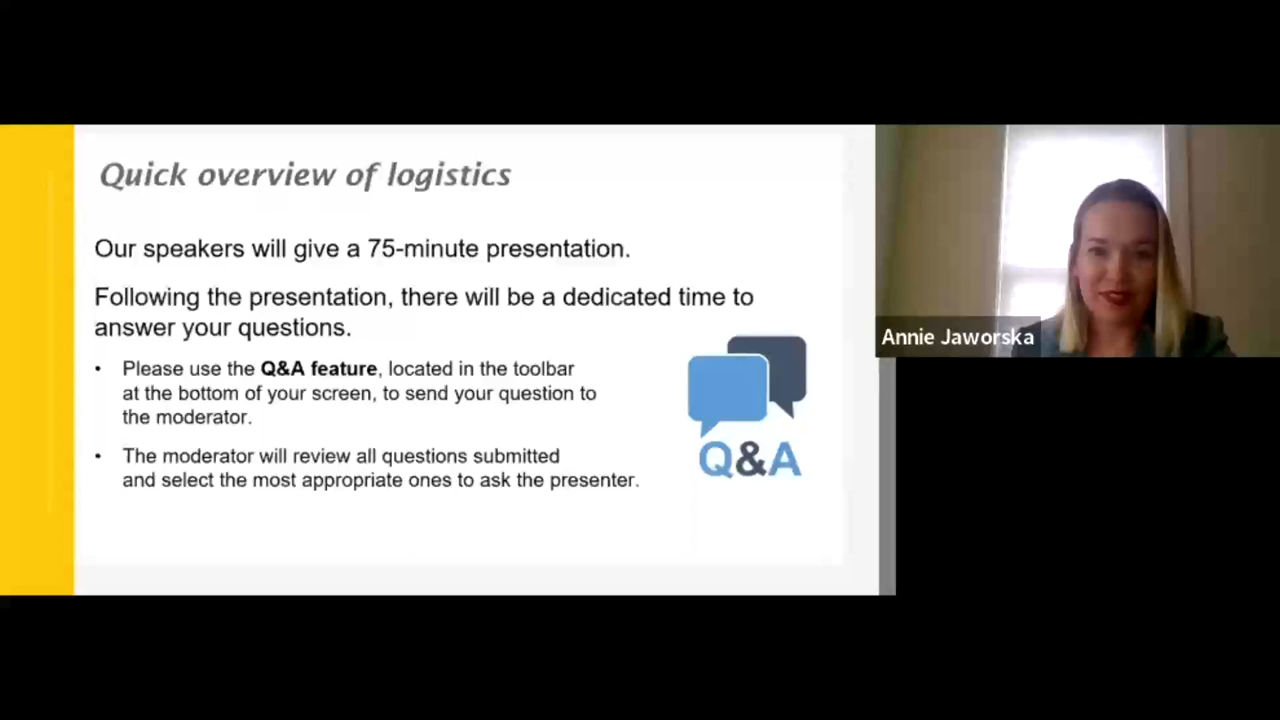 Quick overview of logistics
Our speakers will give a 75-minute presentation.
Following the presentation, there will be a dedicated time to
answer your questions.
• Please use the Q&A feature, located in the toolbar
at the bottom of your screen, to send your question to
the moderator.
• The moderator will review all questions submitted
and select the most appropriate ones to ask the presenter.
Q&A
Annie Jaworska